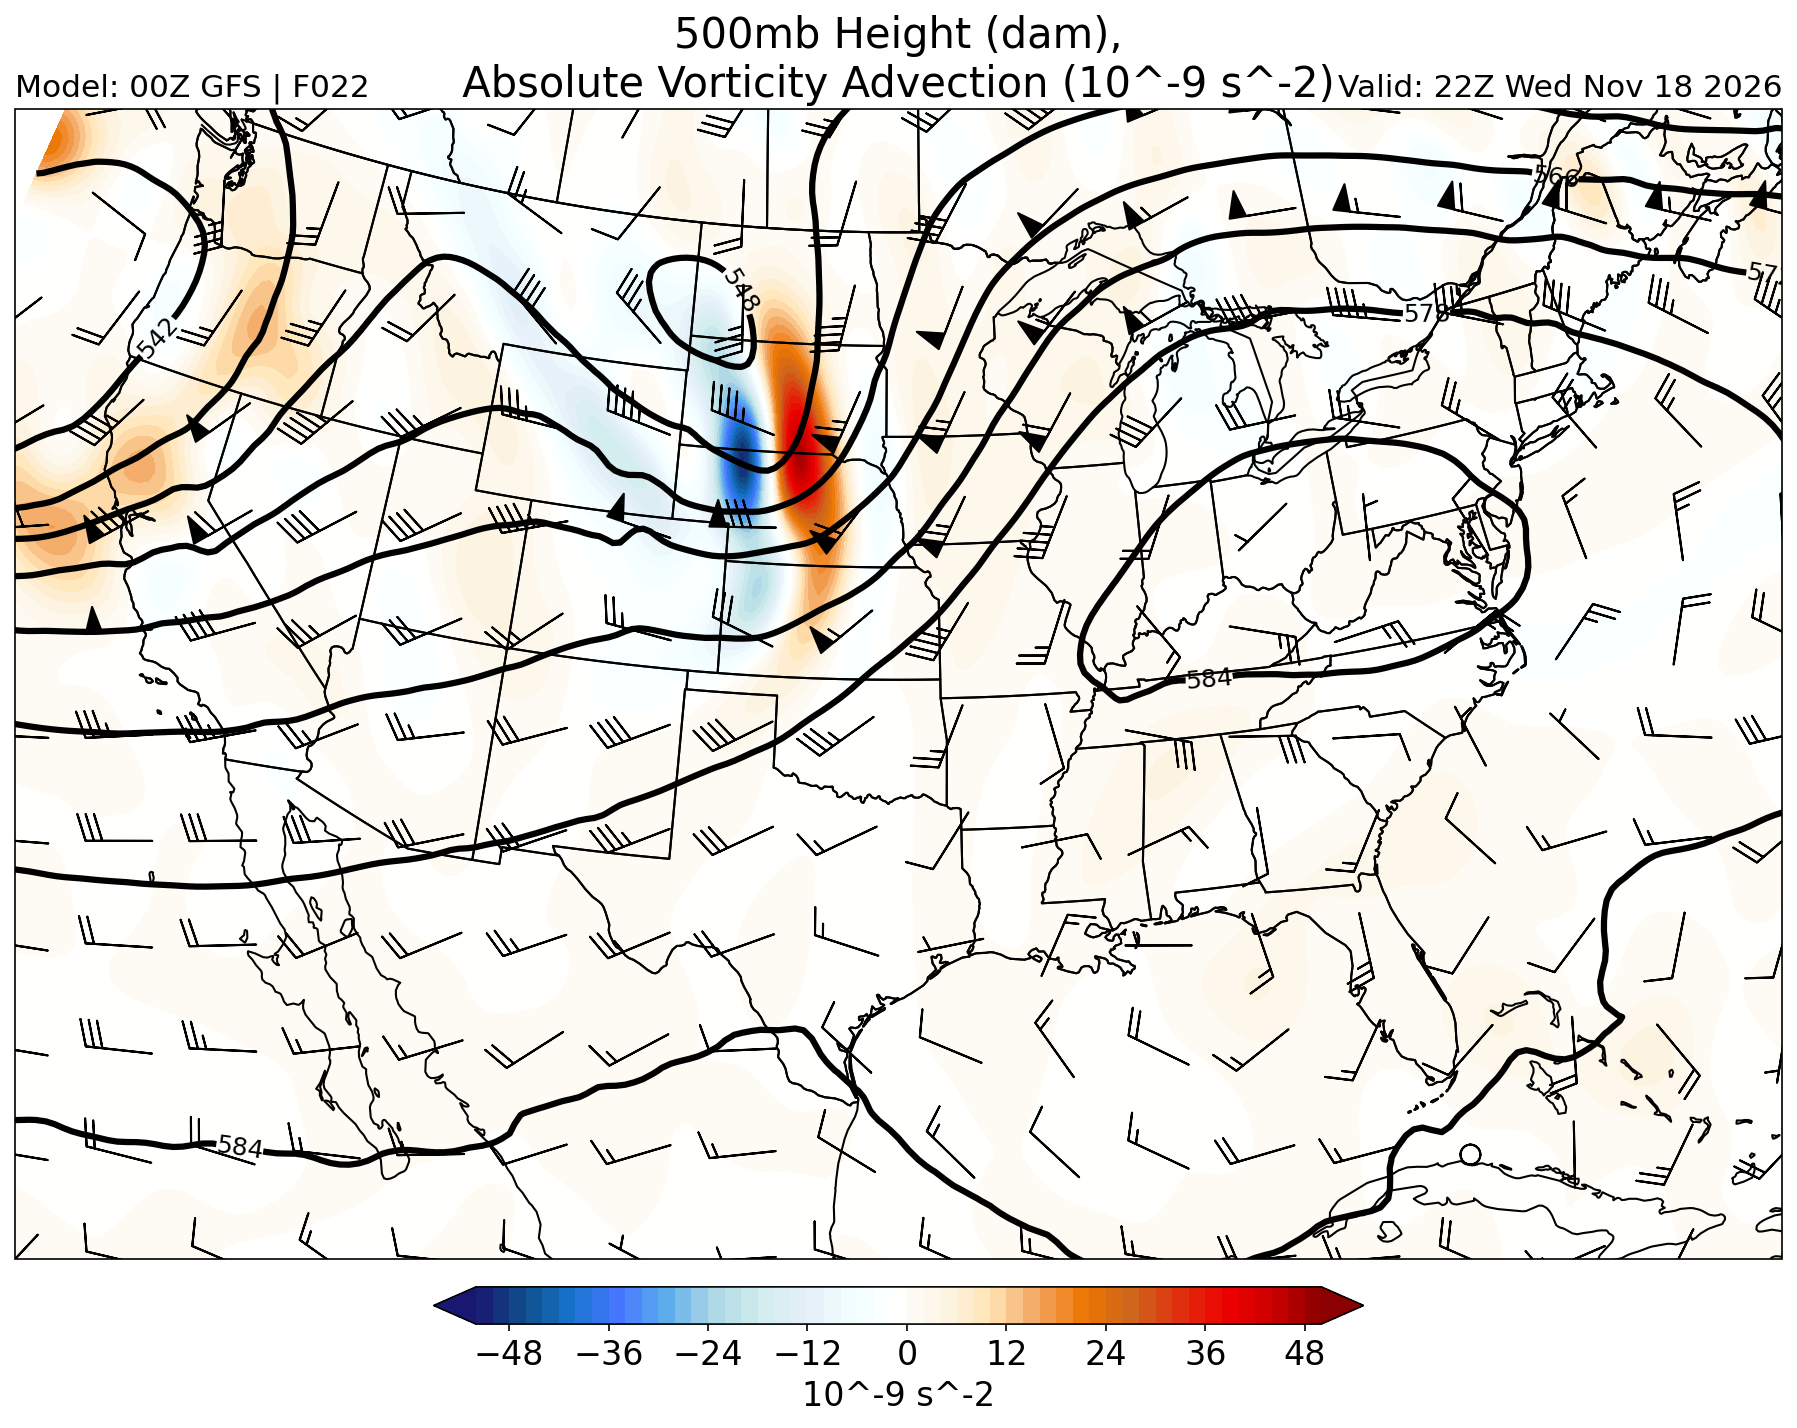 500mb Height (dam),
Model: 00Z GFS | F022
Absolute Vorticity Advection (10^-9 s^-2)
Valid: 22Z Wed Nov 18 2026
566
548
57
542
578
584
584
−48 −36 −24 −12 0 12 24 36 48
10^-9 s^-2